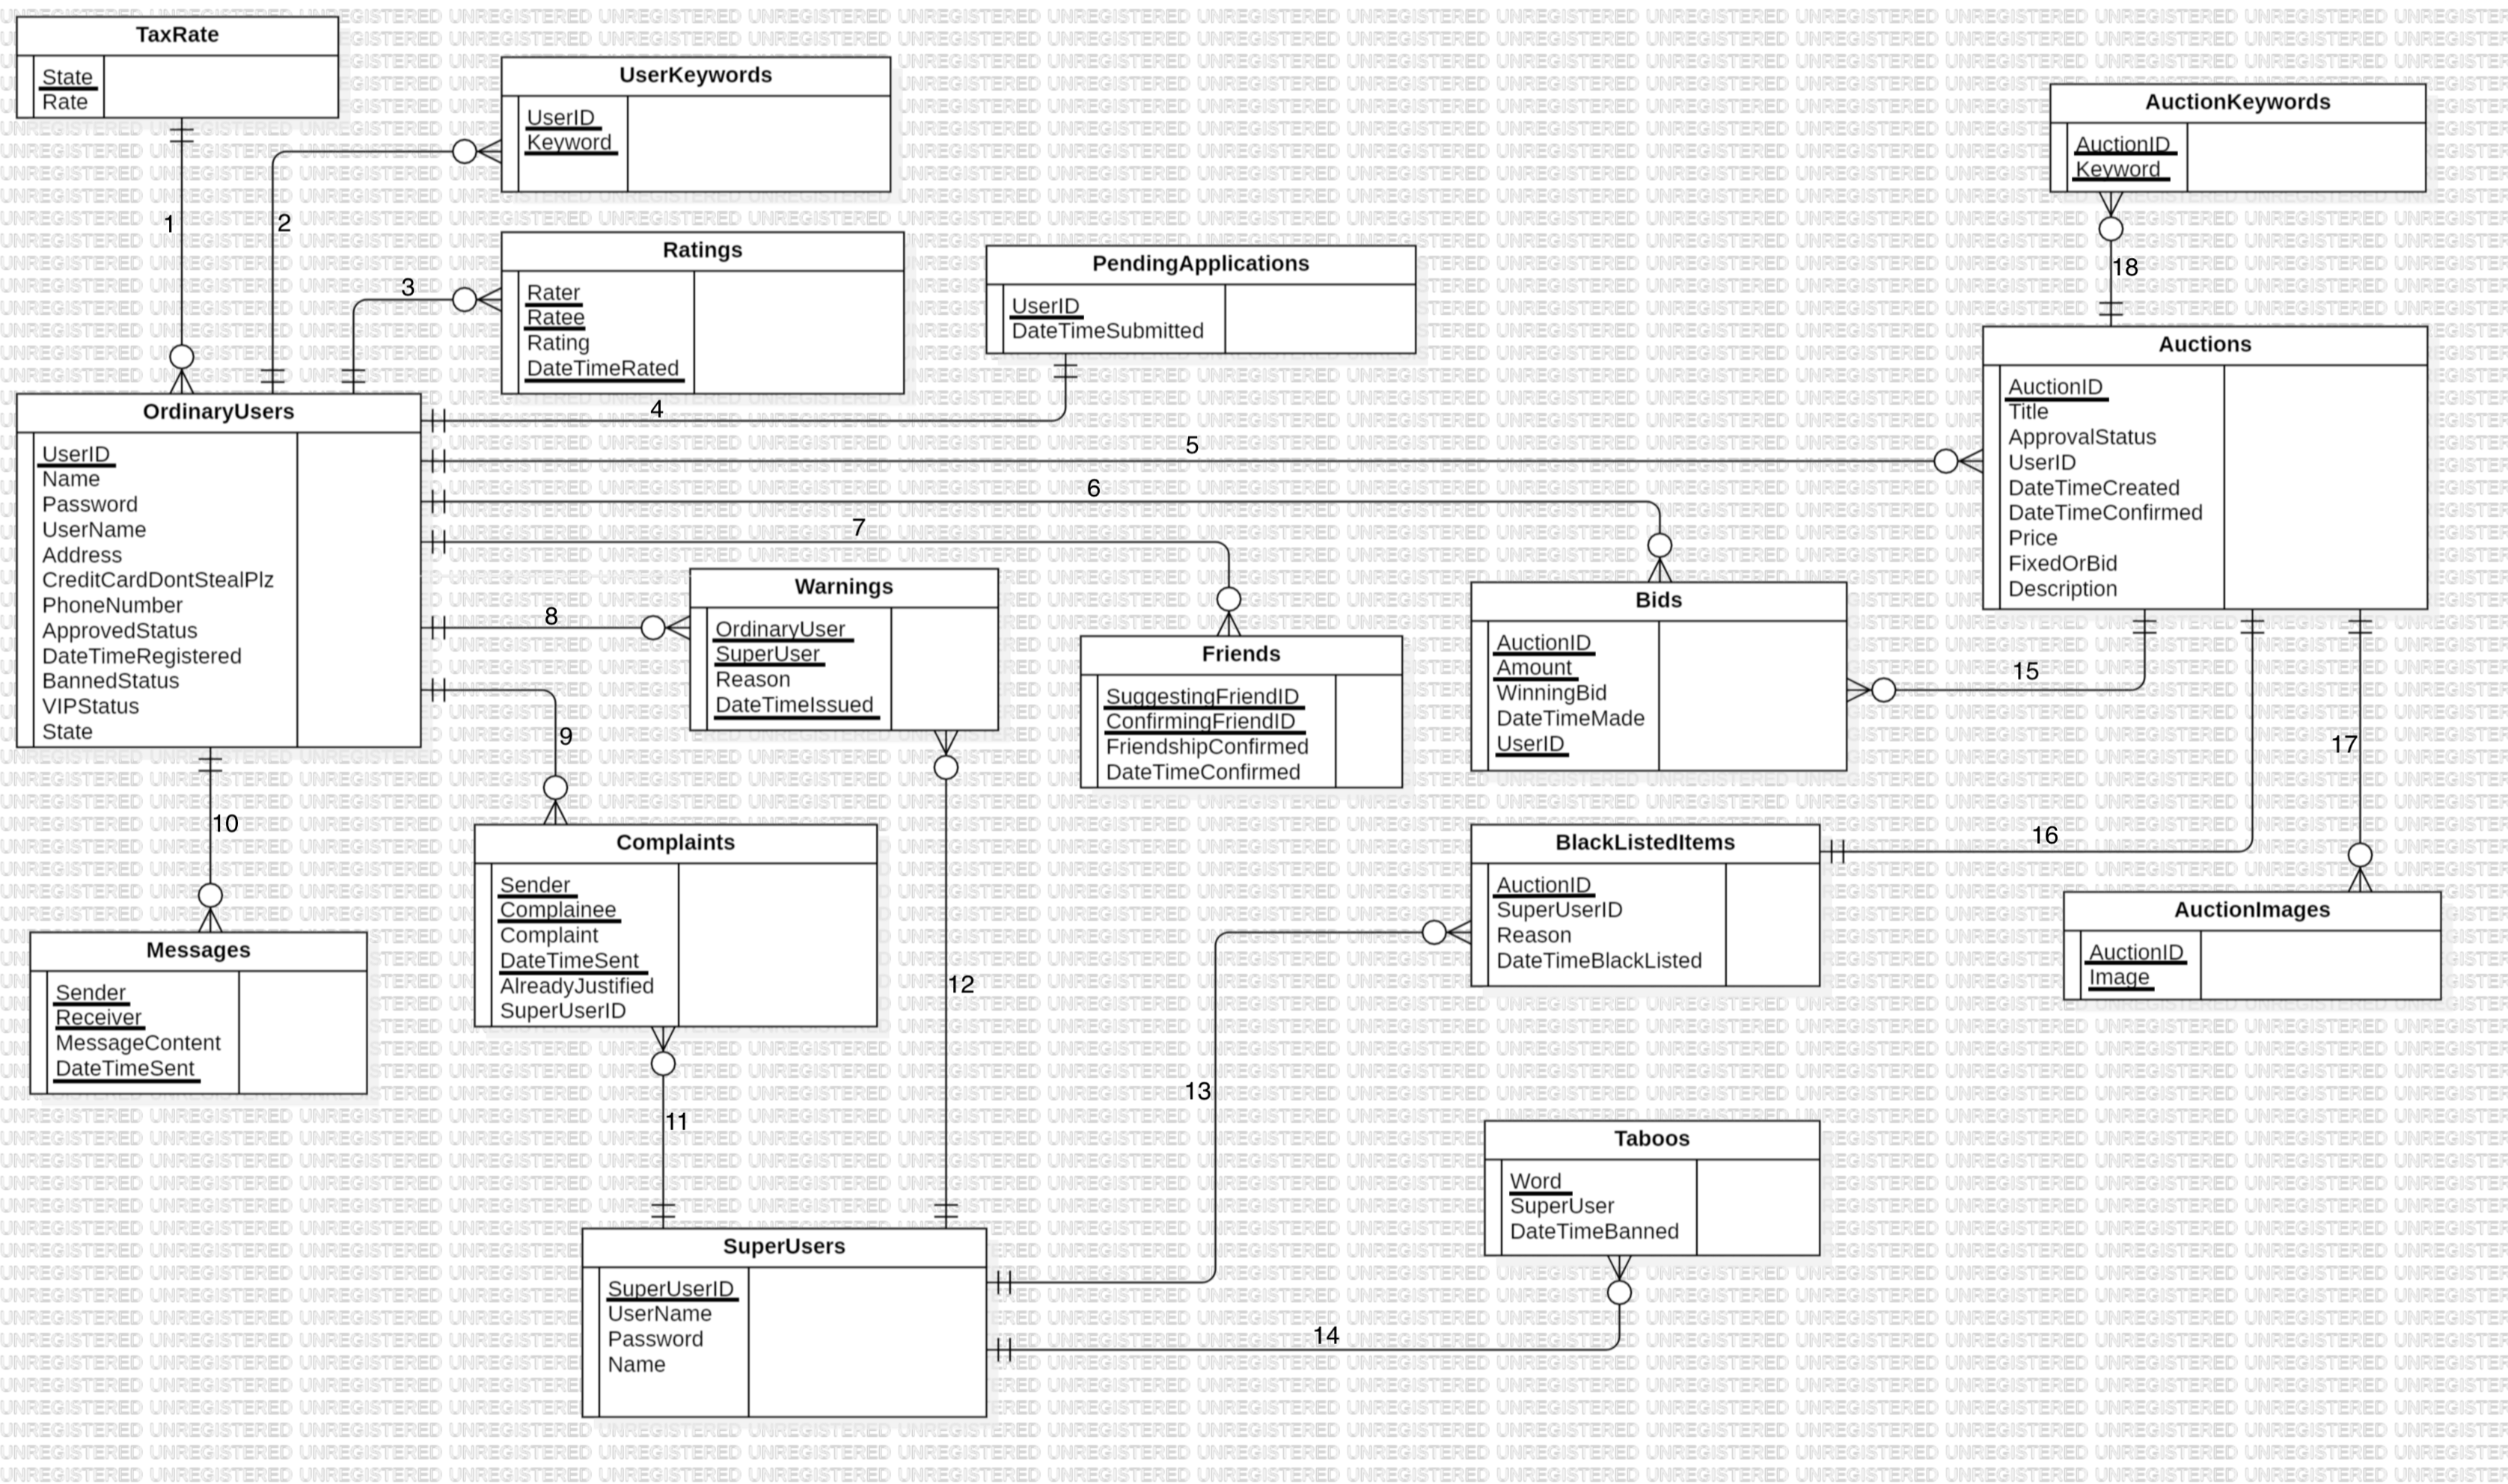 TaxRate
State
Rate
UserKeywords
UserID
Keyword
AuctionKeywords
AuctionID
Keyword
1
2
3
Ratings
Rater
Ratee
Rating
DateTimeRated
PendingApplications
UserID
DateTimeSubmitted
18
Auctions
AuctionID
Title
ApprovalStatus
UserID
DateTimeCreated
DateTimeConfirmed
Price
FixedOrBid
Description
4
5
6
7
8
9
OrdinaryUsers
UserID
Name
Password
UserName
Address
CreditCardDontStealPlz
PhoneNumber
ApprovedStatus
DateTimeRegistered
BannedStatus
VIPStatus
State
Warnings
OrdinaryUser
SuperUser
Reason
DateTimeIssued
Friends
SuggestingFriendID
ConfirmingFriendID
FriendshipConfirmed
DateTimeConfirmed
Bids
AuctionID
Amount
WinningBid
DateTimeMade
UserID
15
16
17
10
Messages
Sender
Receiver
MessageContent
DateTimeSent
Complaints
Sender
Complainee
Complaint
DateTimeSent
AlreadyJustified
SuperUserID
BlackListedItems
AuctionID
SuperUserID
Reason
DateTimeBlackListed
AuctionImages
AuctionID
Image
11
12
13
14
Taboos
Word
SuperUser
DateTimeBanned
SuperUsers
SuperUserID
UserName
Password
Name
UNREGISTERED